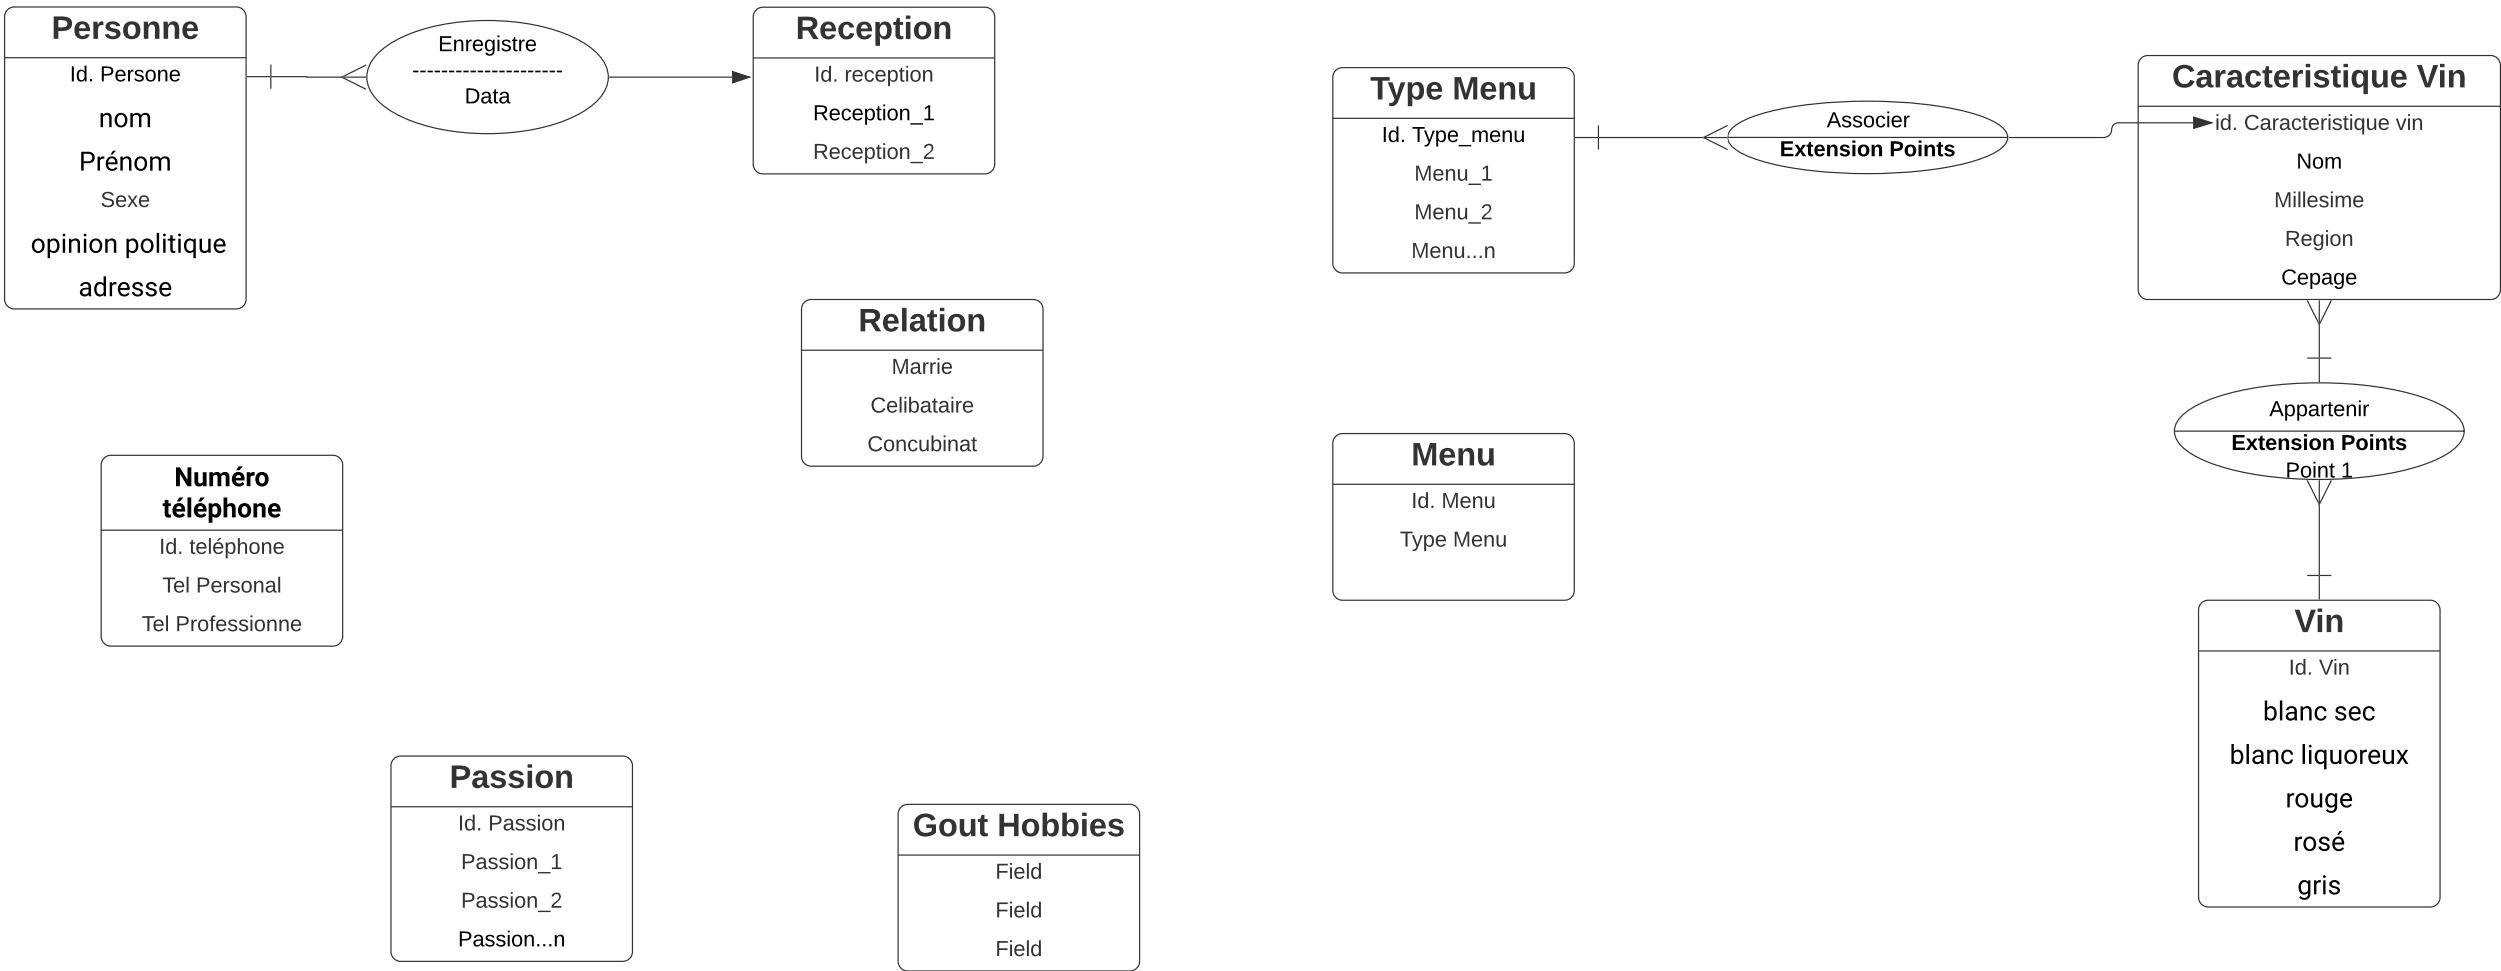 Personne
Id. Persone
nom
Prénom
Sexe
opinion politique
adresse
Enregistre
---------------------
Data
Reception
Id. reception
Reception_1
Reception_2
Type Menu
Id. Type_menu
Menu_1
Menu_2
Menu...n
Associer
Extension Points
Caracteristique Vin
id. Caracteristique vin
Nom
Millesime
Region
Cepage
Relation
Marrie
Celibataire
Concubinat
Appartenir
Extension Points
Point 1
Numéro
téléphone
Id. teléphone
Tel Personal
Tel Professionne
Menu
Id. Menu
Type Menu
Vin
Id. Vin
blanc sec
blanc liquoreux
rouge
rosé
gris
Passion
Id. Passion
Passion_1
Passion_2
Passion...n
Gout Hobbies
Field
Field
Field